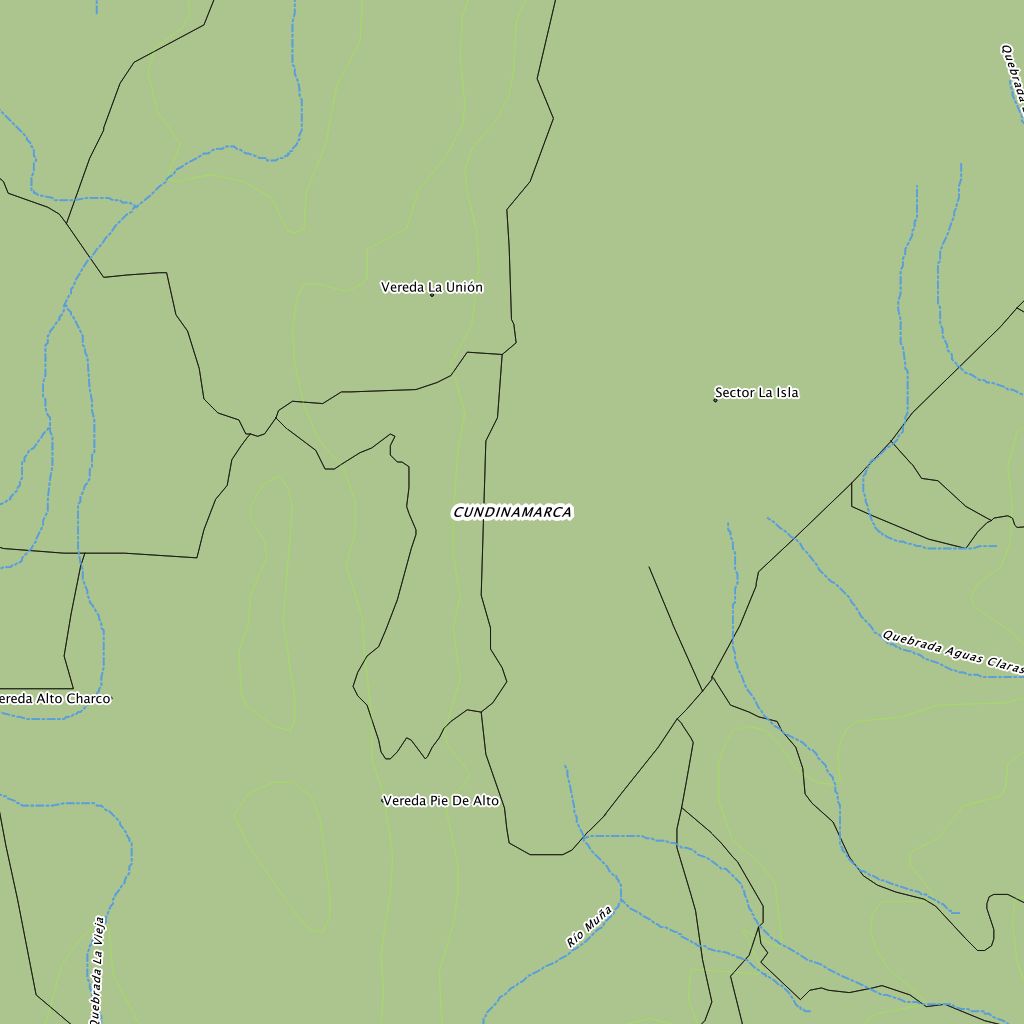 Quebrada
Vereda La Unión
Sector La Isla
CUNDINAMARCA
Quebrada Aguas Claras
ereda Alto Charco
Vereda Pie De Alto
Río Muña
Quebrada La Vieja